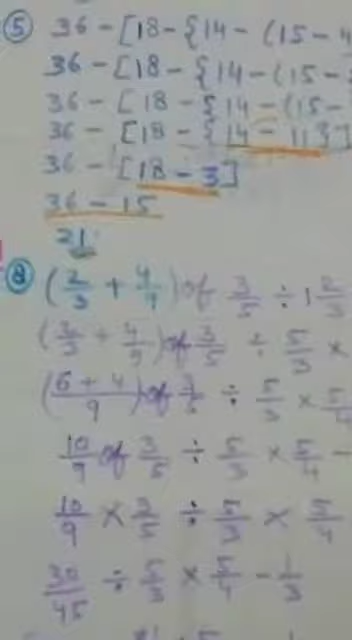 ⑤ 36 - [18 - {14 - (15 - 4
36 - [18 - {14 - (15 -
36 - [18 - {14 - (15 -
36 - [18 - {14 - 11}]
36 - [18 - 3]
36 - 15
21
⑧ (2/3 + 4/9) of 3/5 ÷ 1 2/3
(2/3 + 4/9) of 3/5 ÷ 5/3 ×
(6 + 4/9) of 3/5 ÷ 5/3 × 5/4
10/9 of 3/5 ÷ 5/3 × 5/4 -
10/9 × 3/5 ÷ 5/3 × 5/4
30/45 ÷ 5/3 × 5/4 - 1/3